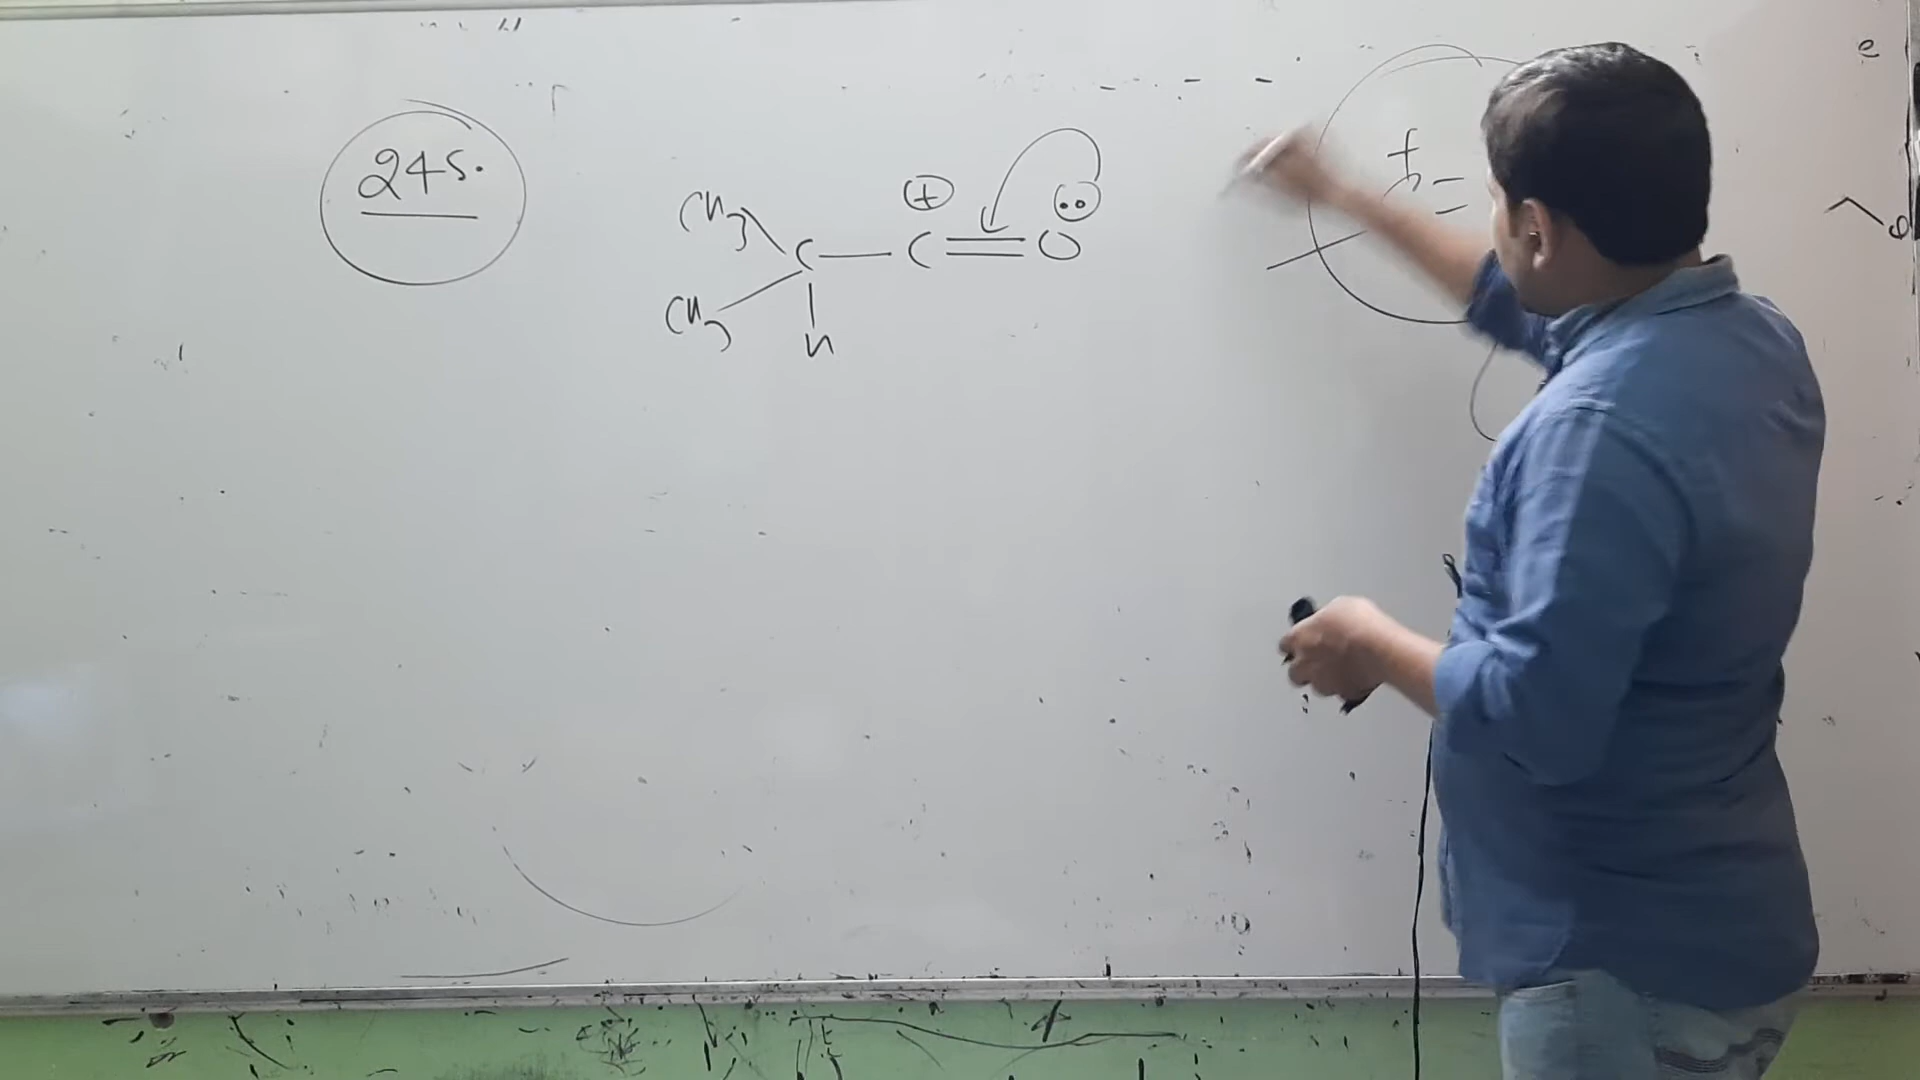 245.
CH3
⊕
C — C = O
CH3
H